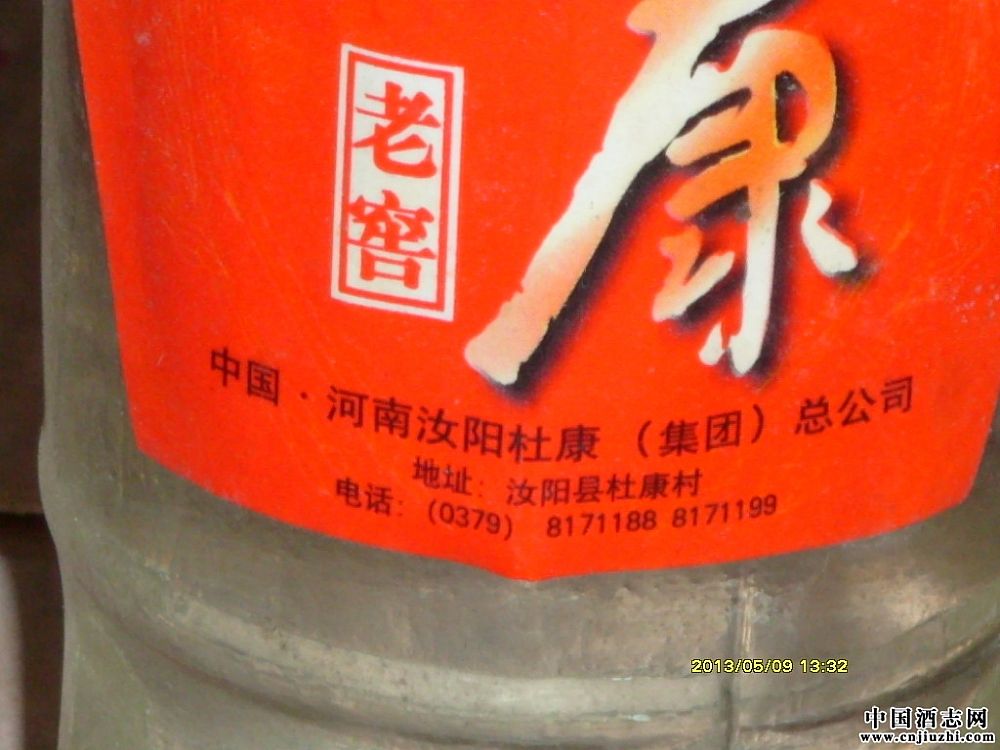 康
老窖
中国·河南汝阳杜康(集团)总公司
地址:汝阳县杜康村
电话:(0379) 8171188 8171199
2013/05/09 13:32
中国酒志网
www.cnjiuzhi.com